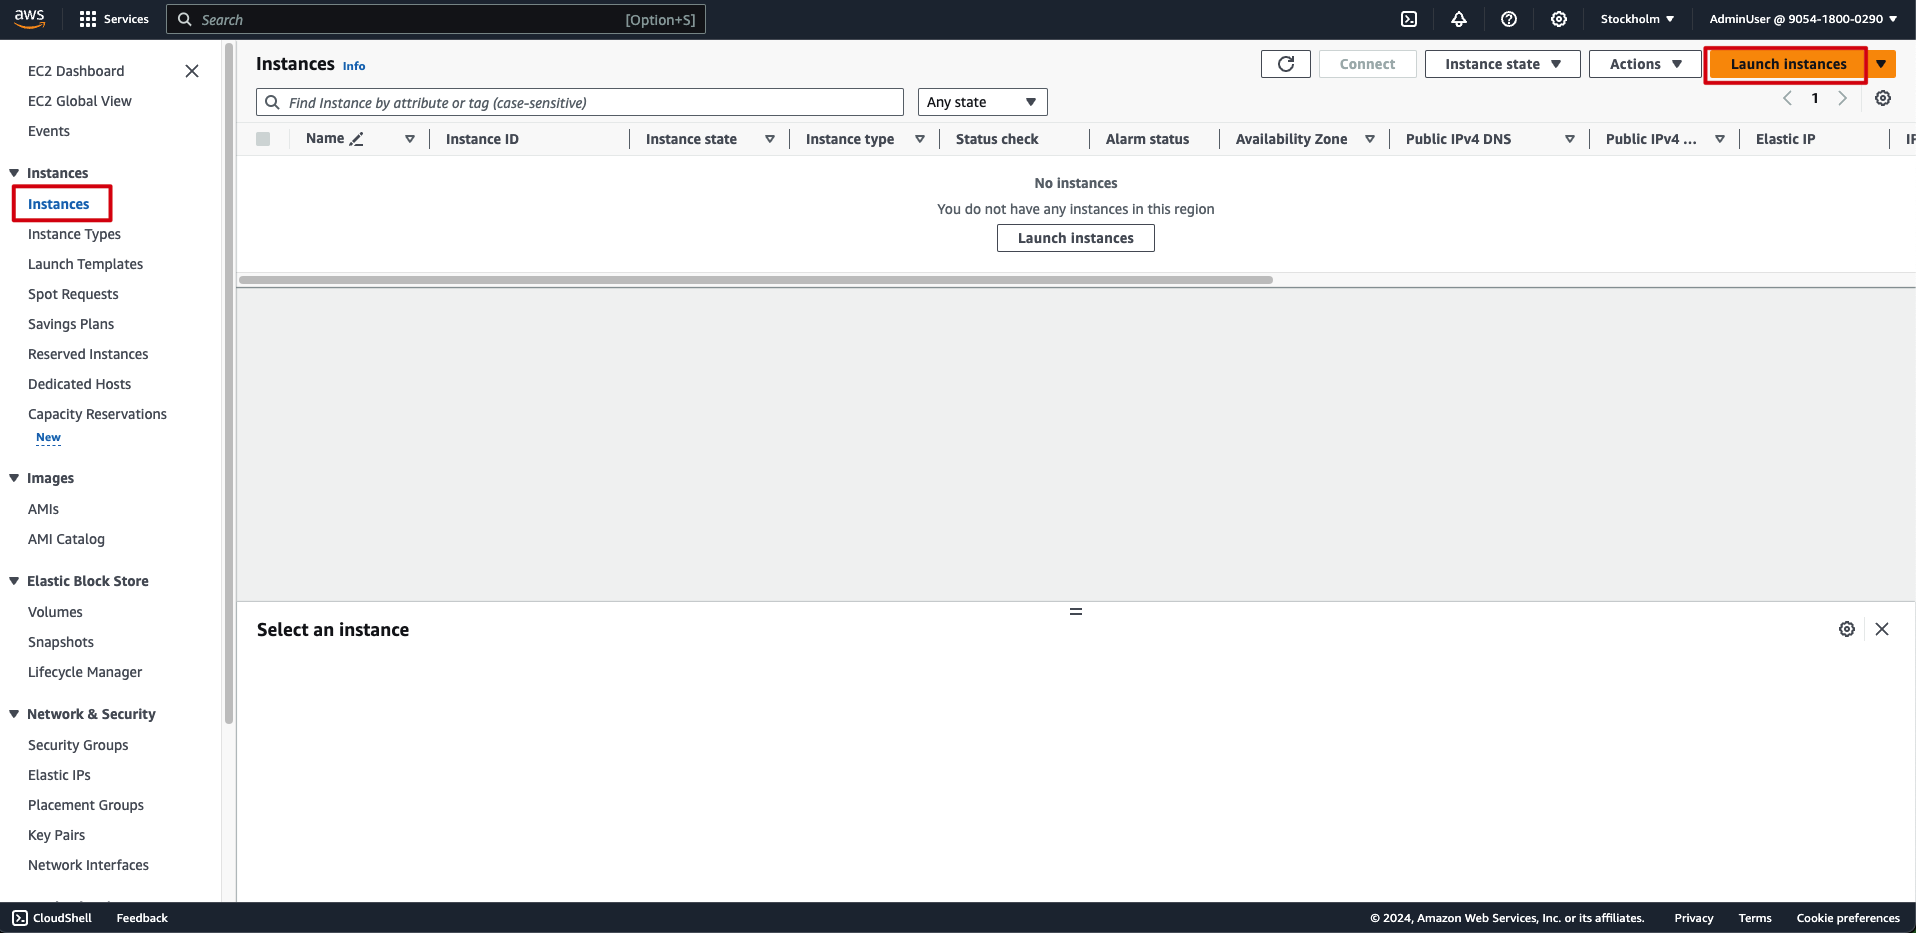 aws
Services
Search
[Option+S]
Stockholm
AdminUser @ 9054-1800-0290
EC2 Dashboard
EC2 Global View
Events
Instances
Instances
Instance Types
Launch Templates
Spot Requests
Savings Plans
Reserved Instances
Dedicated Hosts
Capacity Reservations
New
Images
AMIs
AMI Catalog
Elastic Block Store
Volumes
Snapshots
Lifecycle Manager
Network & Security
Security Groups
Elastic IPs
Placement Groups
Key Pairs
Network Interfaces
Instances Info
Connect
Instance state
Actions
Launch instances
Find Instance by attribute or tag (case-sensitive)
Any state
1
Name
Instance ID
Instance state
Instance type
Status check
Alarm status
Availability Zone
Public IPv4 DNS
Public IPv4 ...
Elastic IP
No instances
You do not have any instances in this region
Launch instances
Select an instance
CloudShell
Feedback
© 2024, Amazon Web Services, Inc. or its affiliates.
Privacy
Terms
Cookie preferences